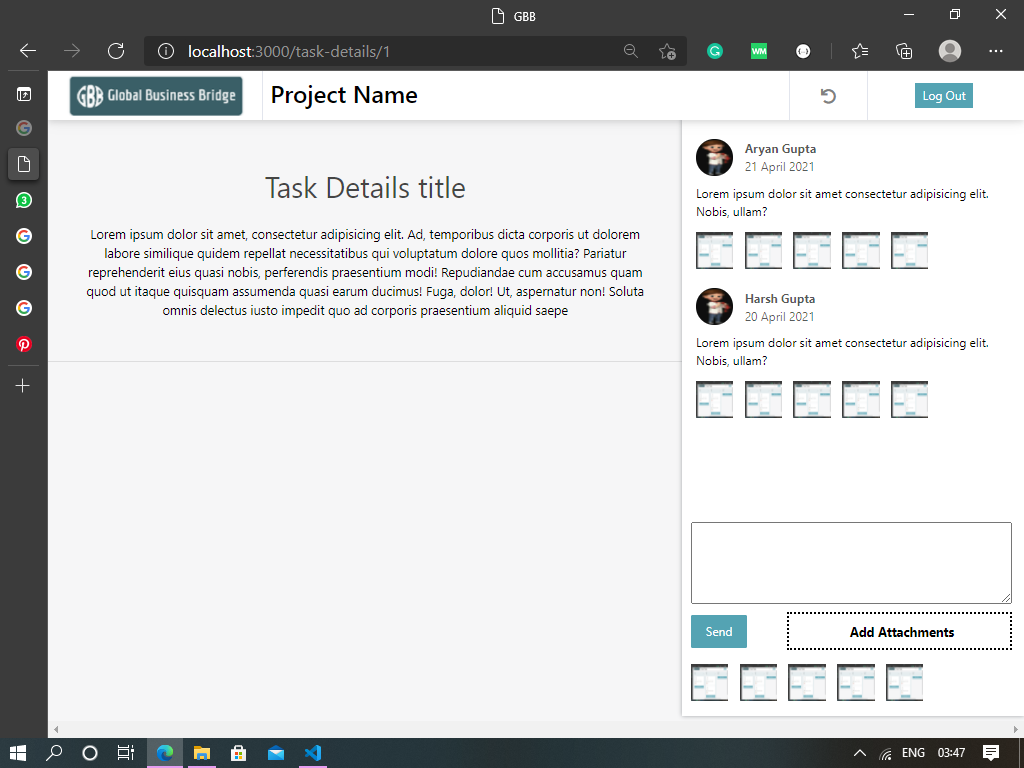 GBB
localhost:3000/task-details/1
WM
3
GBB Global Business Bridge
Project Name
Log Out
Task Details title
Lorem ipsum dolor sit amet, consectetur adipisicing elit. Ad, temporibus dicta corporis ut dolorem
labore similique quidem repellat necessitatibus qui voluptatum dolore quos mollitia? Pariatur
reprehenderit eius quasi nobis, perferendis praesentium modi! Repudiandae cum accusamus quam
quod ut itaque quisquam assumenda quasi earum ducimus! Fuga, dolor! Ut, aspernatur non! Soluta
omnis delectus iusto impedit quo ad corporis praesentium aliquid saepe
Aryan Gupta
21 April 2021
Lorem ipsum dolor sit amet consectetur adipisicing elit.
Nobis, ullam?
Harsh Gupta
20 April 2021
Lorem ipsum dolor sit amet consectetur adipisicing elit.
Nobis, ullam?
Send
Add Attachments
ENG
03:47